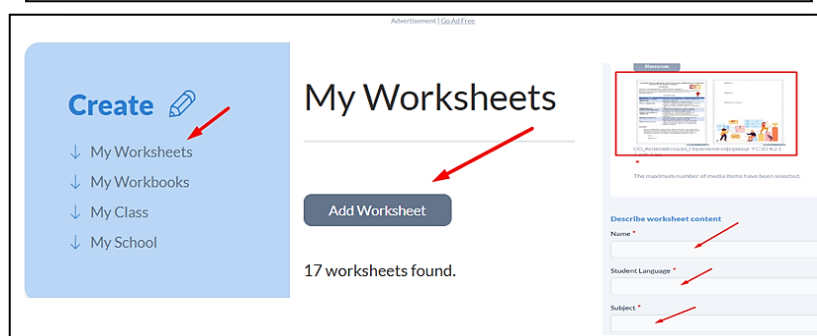 Advertisement | Go Ad Free
Create
↓ My Worksheets
↓ My Workbooks
↓ My Class
↓ My School
My Worksheets
Add Worksheet
17 worksheets found.
Remove
The maximum number of media items have been selected.
Describe worksheet content
Name *
Student Language *
Subject *